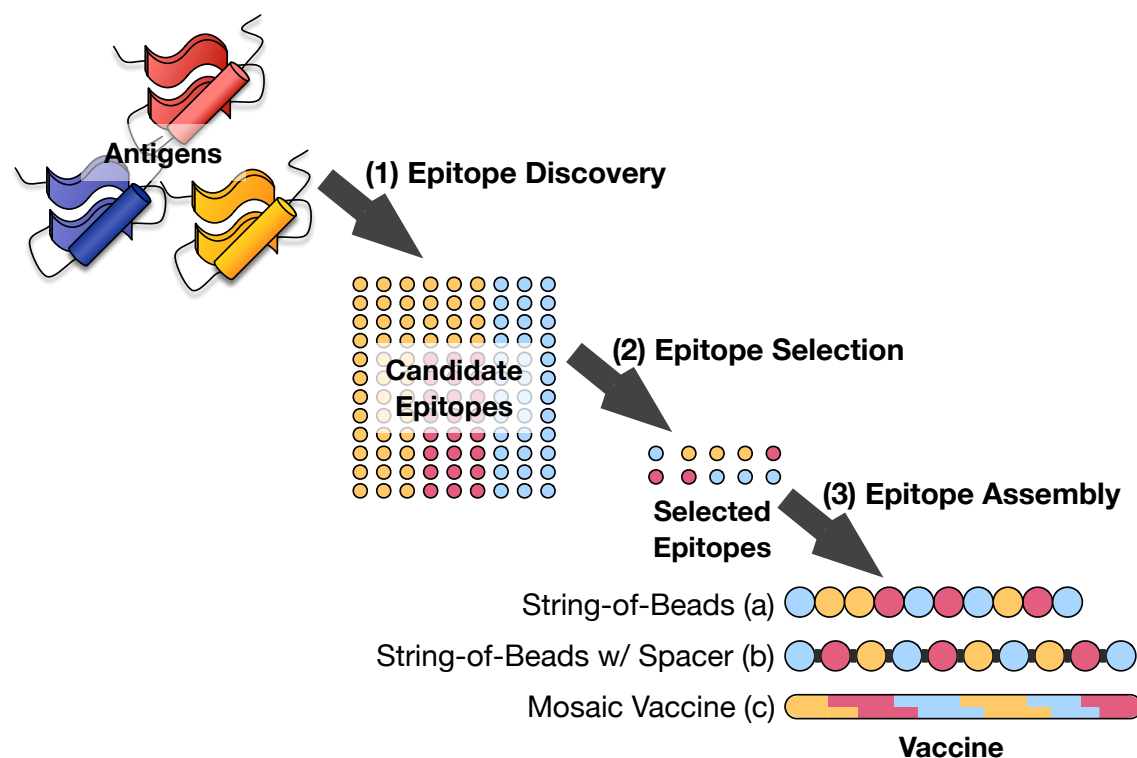 Antigens
(1) Epitope Discovery
Candidate
Epitopes
(2) Epitope Selection
Selected
Epitopes
(3) Epitope Assembly
String-of-Beads (a)
String-of-Beads w/ Spacer (b)
Mosaic Vaccine (c)
Vaccine